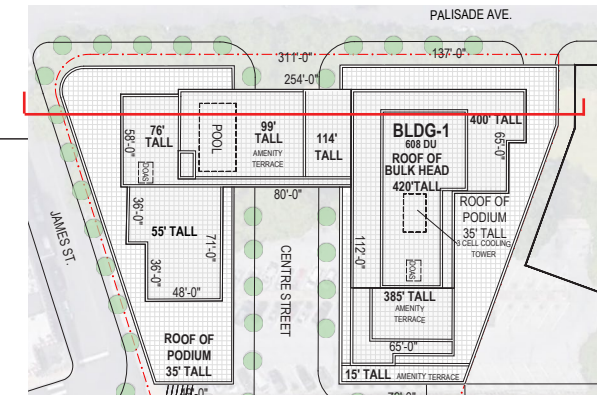 PALISADE AVE.
311'-0"
137'-0"
254'-0"
76'
TALL
58'-0"
DOAS
POOL
99'
TALL
AMENITY
TERRACE
114'
TALL
BLDG-1
608 DU
ROOF OF
BULK HEAD
420'TALL
400' TALL
65'-0"
80'-0"
36'-0"
55' TALL
71'-0"
36'-0"
48'-0"
JAMES ST.
CENTRE STREET
112'-0"
ROOF OF
PODIUM
35' TALL
3 CELL COOLING
TOWER
DOAS
385' TALL
AMENITY
TERRACE
65'-0"
ROOF OF
PODIUM
35' TALL
15' TALL AMENITY TERRACE